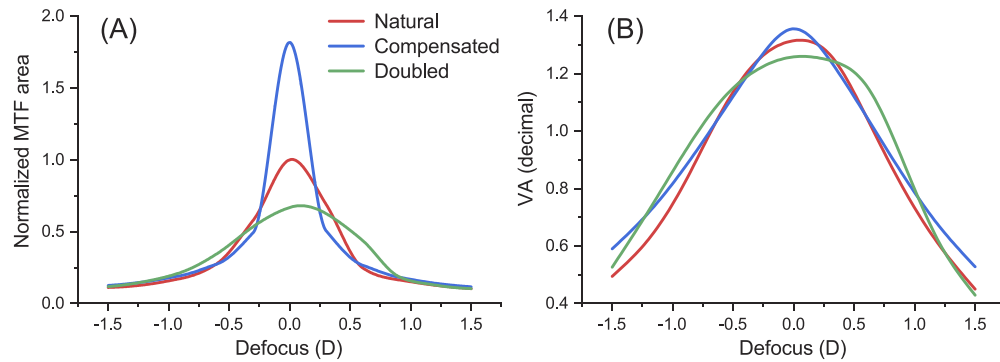 (A)
Natural
Compensated
Doubled
Normalized MTF area
2.0
1.5
1.0
0.5
0.0
-1.5 -1.0 -0.5 0.0 0.5 1.0 1.5
Defocus (D)
(B)
VA (decimal)
1.4
1.2
1.0
0.8
0.6
0.4
-1.5 -1.0 -0.5 0.0 0.5 1.0 1.5
Defocus (D)